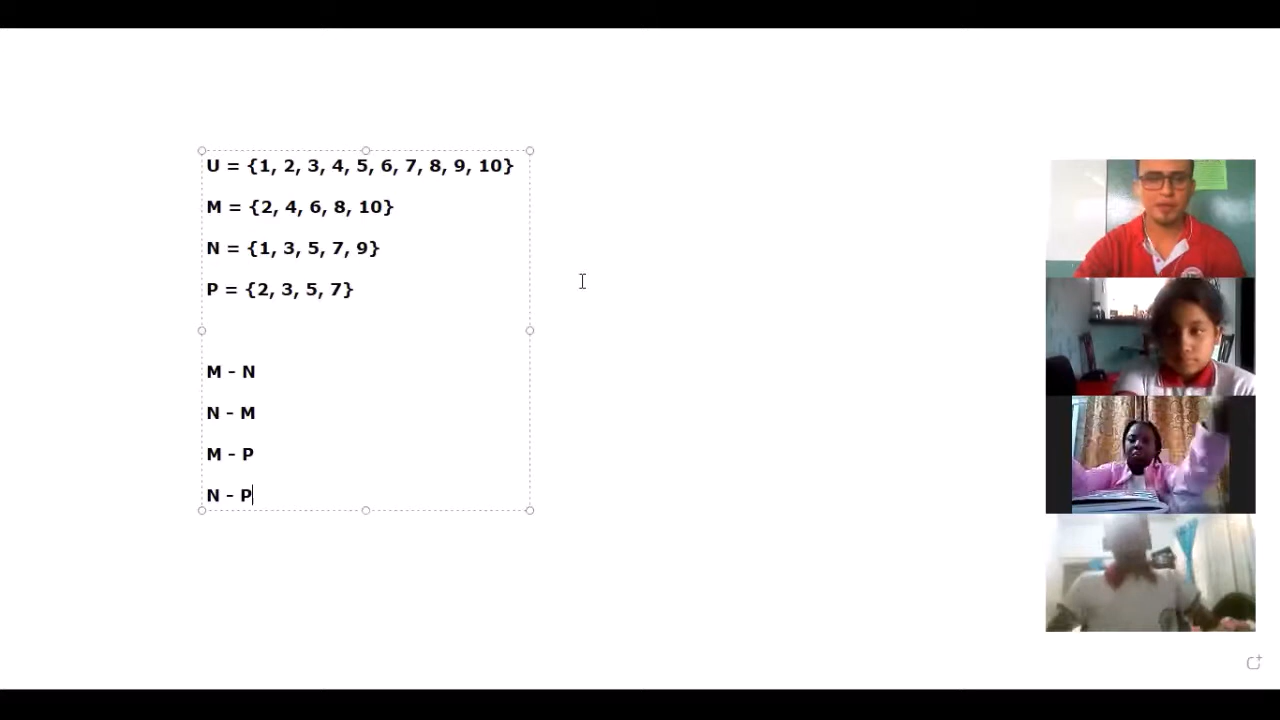 U = {1, 2, 3, 4, 5, 6, 7, 8, 9, 10}
M = {2, 4, 6, 8, 10}
N = {1, 3, 5, 7, 9}
P = {2, 3, 5, 7}
M - N
N - M
M - P
N - P